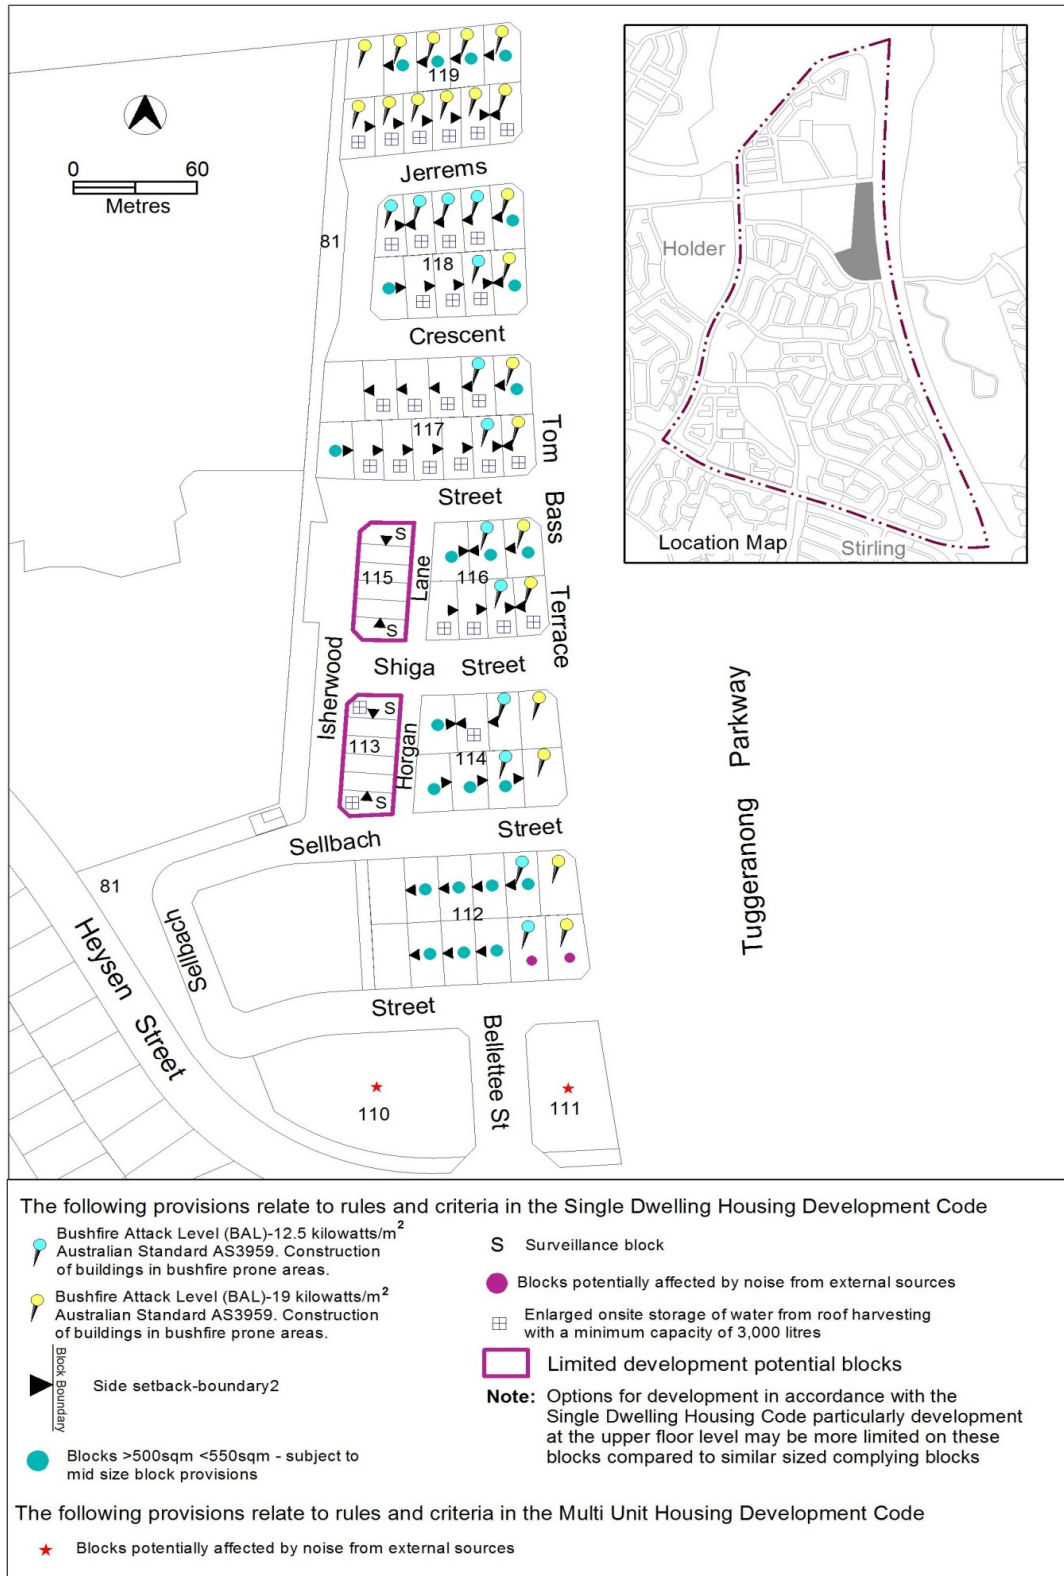 119
0 60
Metres
Jerrems
81
118
Crescent
117
Tom
Street
Bass
S
115
Lane
116
S
Terrace
Shiga Street
Isherwood
S
113
Horgan
114
S
Sellbach
Street
Tuggeranong Parkway
81
112
Heysen Street
Sellbach
Street
Bellettee St
110
111
Holder
Location Map
Stirling
The following provisions relate to rules and criteria in the Single Dwelling Housing Development Code
Bushfire Attack Level (BAL)-12.5 kilowatts/m²
Australian Standard AS3959. Construction
of buildings in bushfire prone areas.
Bushfire Attack Level (BAL)-19 kilowatts/m²
Australian Standard AS3959. Construction
of buildings in bushfire prone areas.
Block Boundary
Side setback-boundary2
Blocks >500sqm <550sqm - subject to
mid size block provisions
S Surveillance block
Blocks potentially affected by noise from external sources
Enlarged onsite storage of water from roof harvesting
with a minimum capacity of 3,000 litres
Limited development potential blocks
Note: Options for development in accordance with the
Single Dwelling Housing Code particularly development
at the upper floor level may be more limited on these
blocks compared to similar sized complying blocks
The following provisions relate to rules and criteria in the Multi Unit Housing Development Code
Blocks potentially affected by noise from external sources